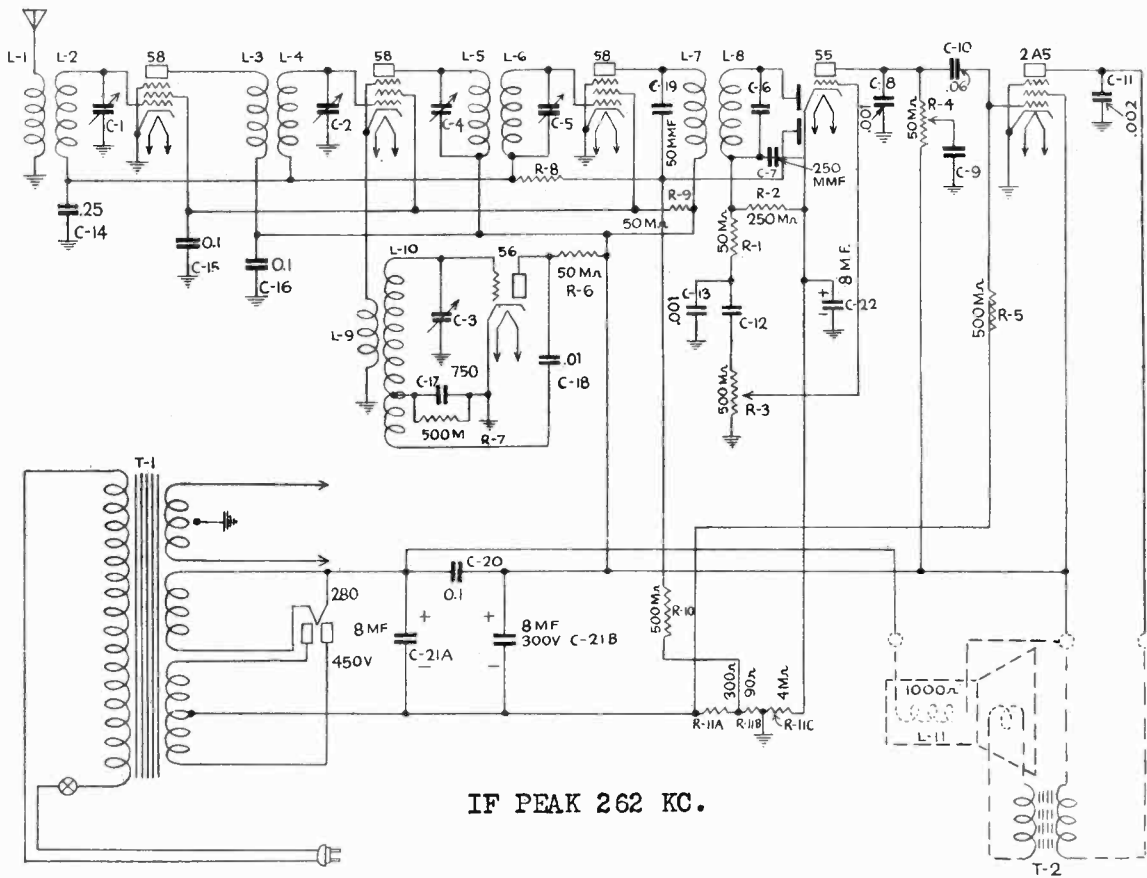 L-1
L-2
58
L-3
L-4
58
L-5
L-6
58
L-7
L-8
55
C-10
.06
2A5
C-11
.002
C-1
C-2
C-4
C-5
C-19
50MMF
C-6
C-8
.001
R-4
50MΩ
C-9
R-8
C-7
250
MMF
.25
C-14
R-9
50MΩ
R-2
250MΩ
0.1
C-15
0.1
C-16
L-10
56
50MΩ
R-6
50MΩ
R-1
8 M.F.
L-9
C-3
.01
C-18
C-13
.001
C-12
+
-
C-22
500MΩ
R-5
C-17
750
500M
R-7
500MΩ
R-3
T-1
C-20
0.1
280
450V
8MF
+
-
C-21A
+
-
8MF
300V C-21B
500MΩ
R-10
300Ω
90Ω
4MΩ
R-11A
R-11B
R-11C
1000Ω
L-11
IF PEAK 262 KC.
T-2